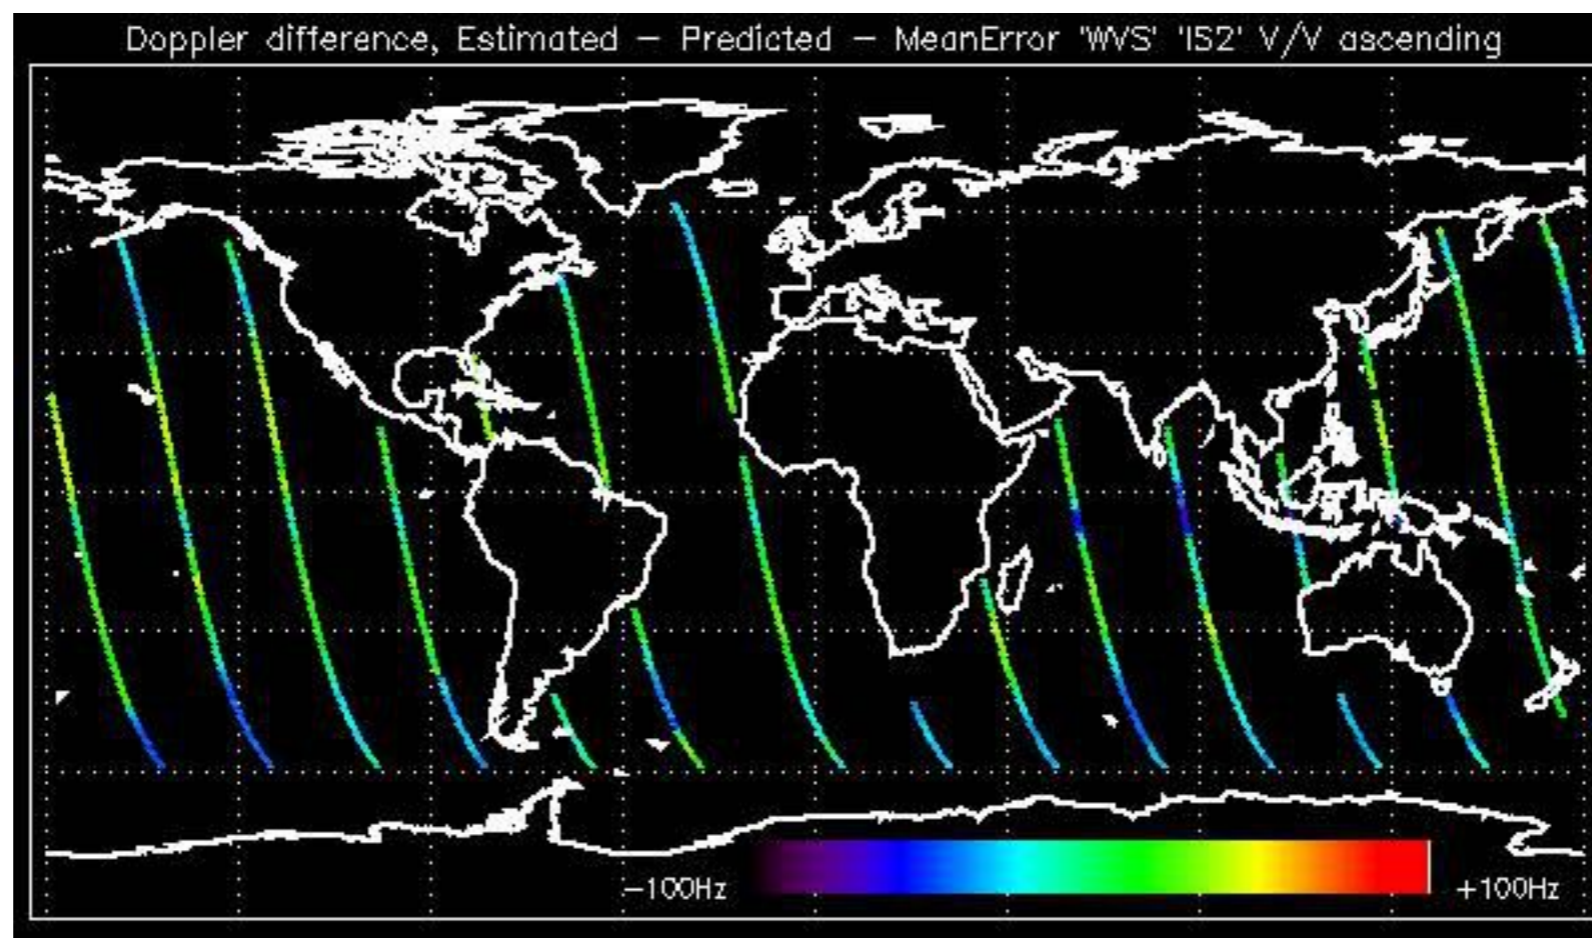 Doppler difference, Estimated — Predicted — MeanError 'WVS' 'IS2' V/V ascending
−100Hz
+100Hz